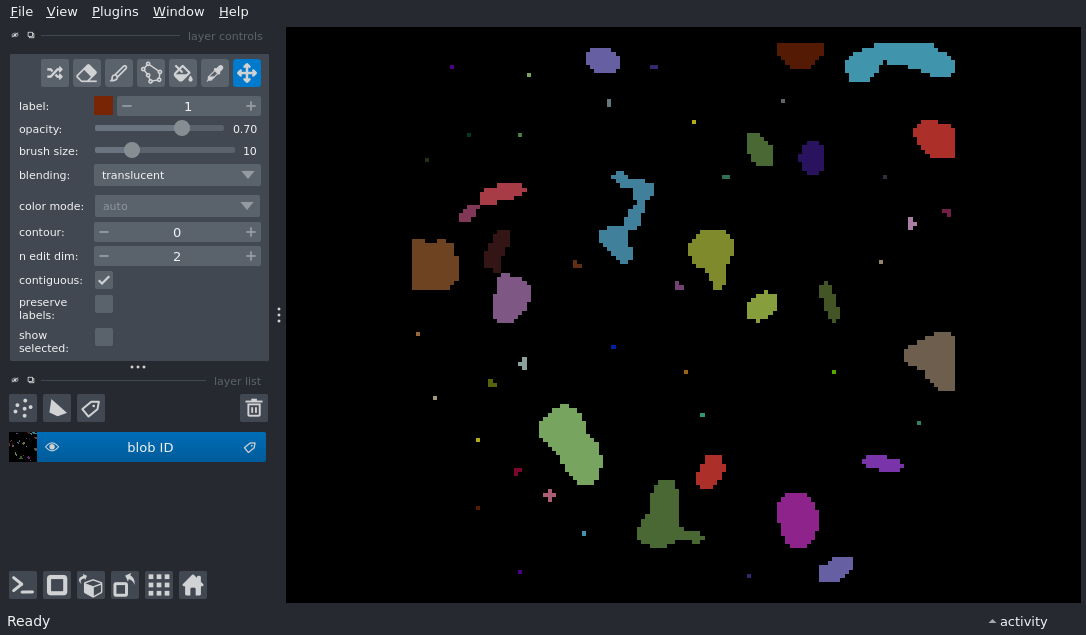 File View Plugins Window Help
layer controls
label: 1
opacity: 0.70
brush size: 10
blending: translucent
color mode: auto
contour: 0
n edit dim: 2
contiguous:
preserve
labels:
show
selected:
layer list
blob ID
Ready
activity